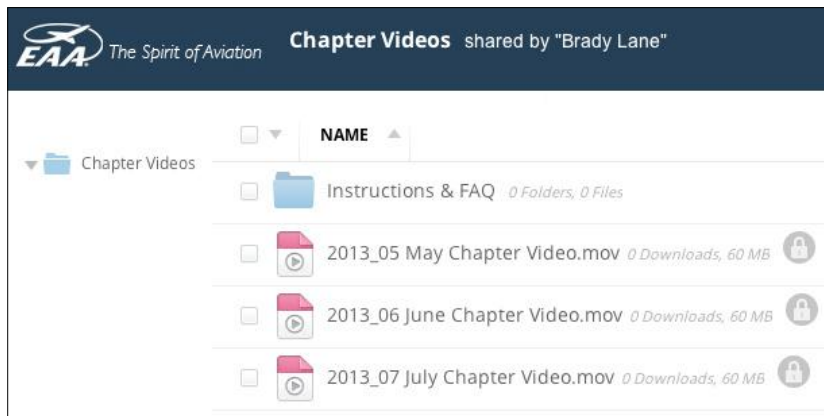 EAA The Spirit of Aviation Chapter Videos shared by "Brady Lane"
NAME
Chapter Videos
Instructions & FAQ 0 Folders, 0 Files
2013_05 May Chapter Video.mov 0 Downloads, 60 MB
2013_06 June Chapter Video.mov 0 Downloads, 60 MB
2013_07 July Chapter Video.mov 0 Downloads, 60 MB